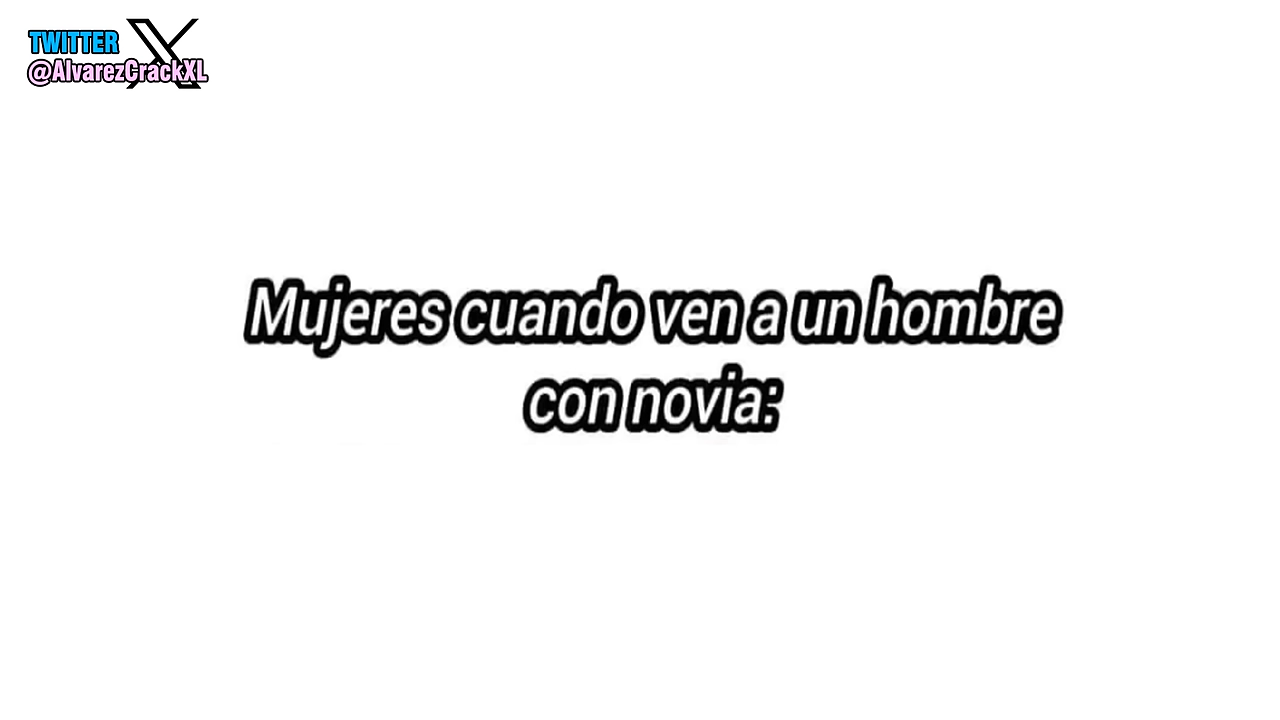 TWITTER
@AlvarezCrackXL
Mujeres cuando ven a un hombre
con novia: